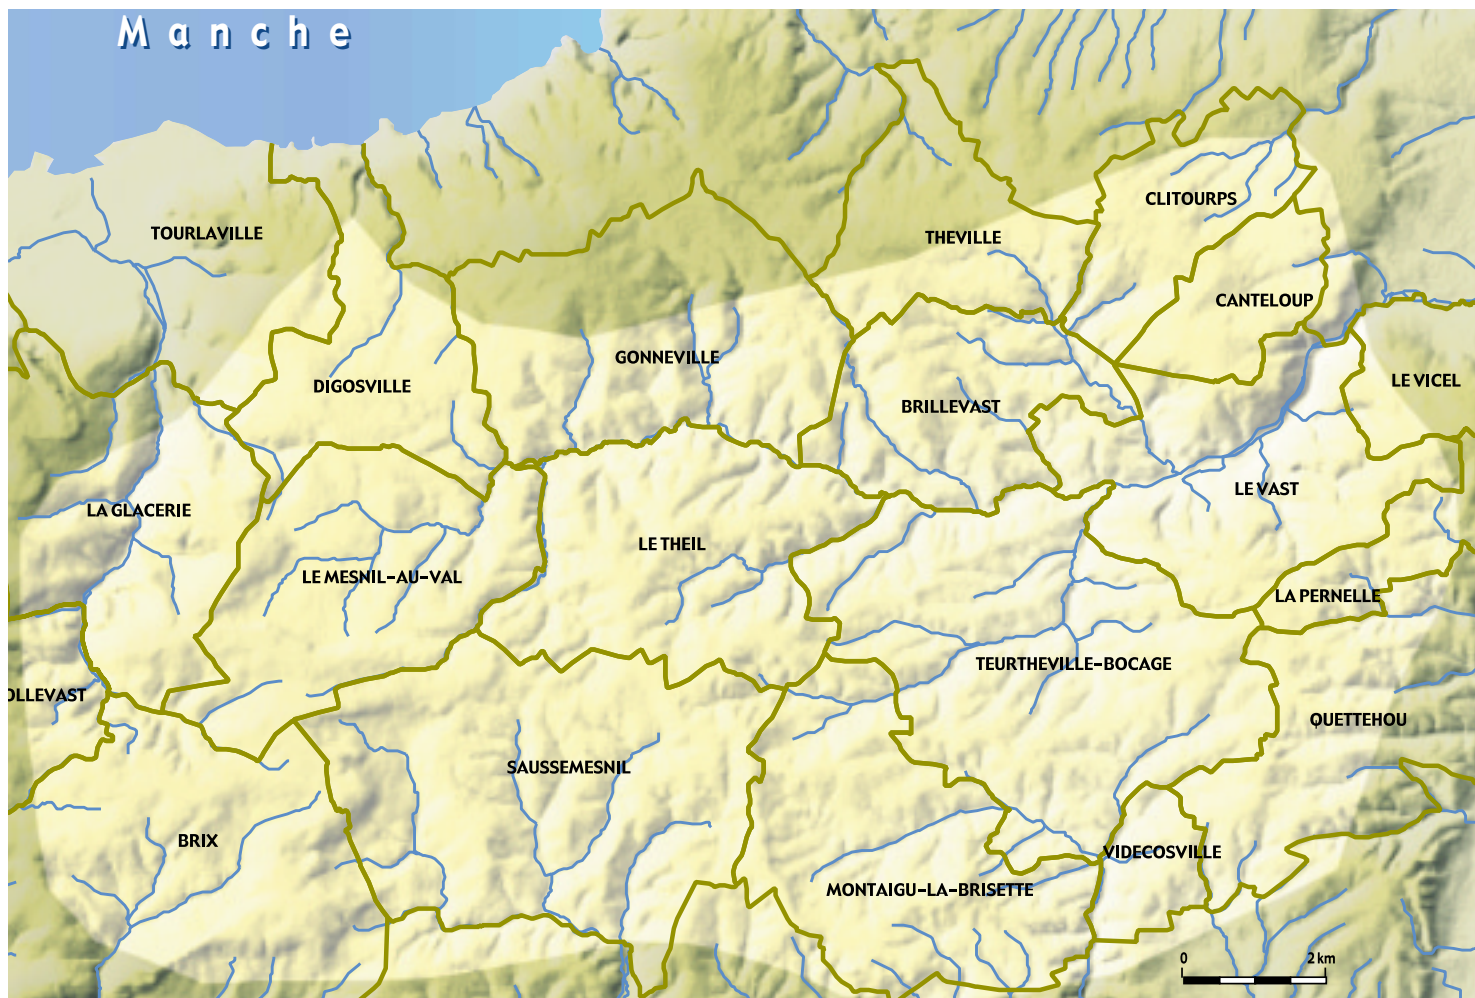 Manche
CLITOURPS
TOURLAVILLE
THEVILLE
CANTELOUP
GONNEVILLE
DIGOSVILLE
LE VICEL
BRILLEVAST
LE VAST
LA GLACERIE
LE THEIL
LE MESNIL-AU-VAL
LA PERNELLE
TEURTHEVILLE-BOCAGE
OLLEVAST
QUETTEHOU
SAUSSEMESNIL
BRIX
VIDECOSVILLE
MONTAIGU-LA-BRISETTE
0 2 km